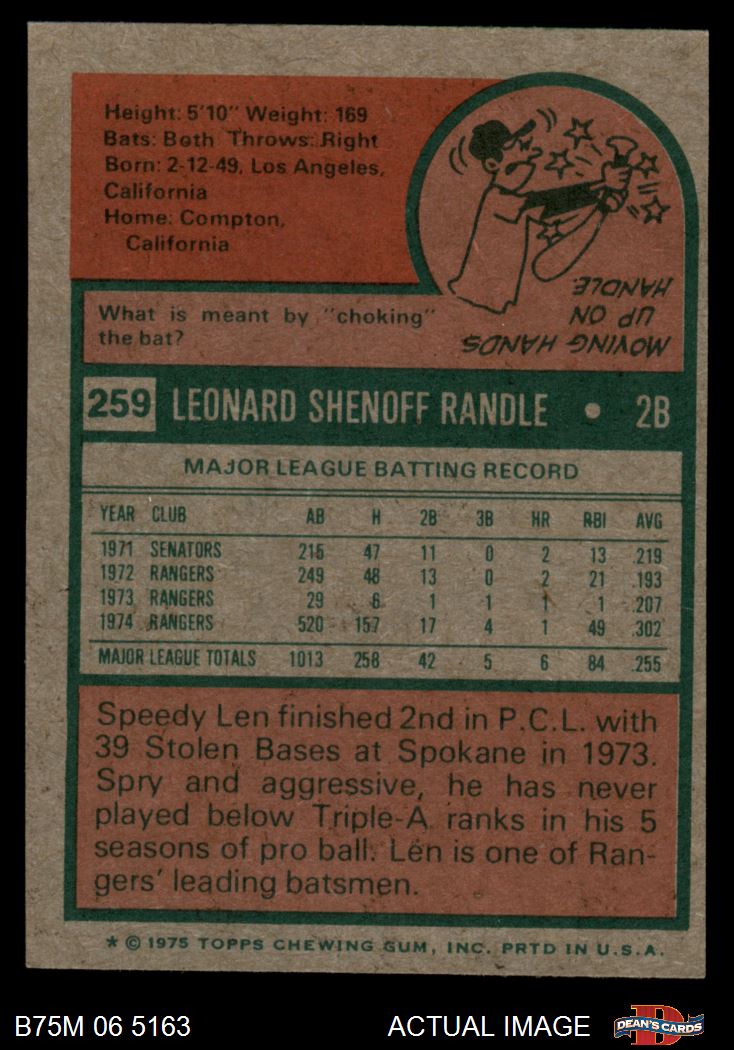 Height: 5'10" Weight: 169
Bats: Both Throws: Right
Born: 2-12-49, Los Angeles,
California
Home: Compton,
California
What is meant by "choking"
the bat?
MOVING HANDS
UP ON
HANDLE
259 LEONARD SHENOFF RANDLE • 2B
MAJOR LEAGUE BATTING RECORD
YEAR CLUB AB H 2B 3B HR RBI AVG
1971 SENATORS 215 47 11 0 2 13 .219
1972 RANGERS 249 48 13 0 2 21 .193
1973 RANGERS 29 6 1 1 1 1 .207
1974 RANGERS 520 157 17 4 1 49 .302
MAJOR LEAGUE TOTALS 1013 258 42 5 6 84 .255
Speedy Len finished 2nd in P.C.L. with
39 Stolen Bases at Spokane in 1973.
Spry and aggressive, he has never
played below Triple-A ranks in his 5
seasons of pro ball. Len is one of Ran-
gers' leading batsmen.
* © 1975 TOPPS CHEWING GUM, INC. PRTD IN U.S.A.
B75M 06 5163 ACTUAL IMAGE
DEAN'S CARDS